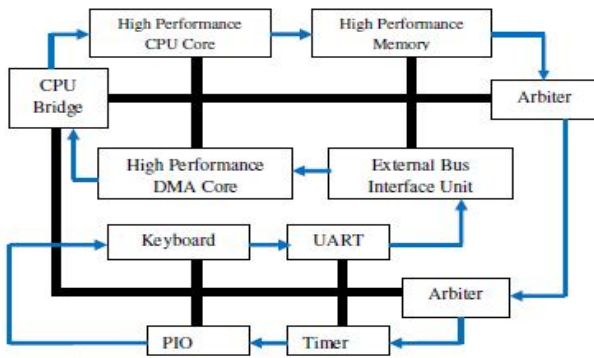 High Performance
CPU Core
High Performance
Memory
CPU
Bridge
Arbiter
High Performance
DMA Core
External Bus
Interface Unit
Keyboard
UART
Arbiter
PIO
Timer